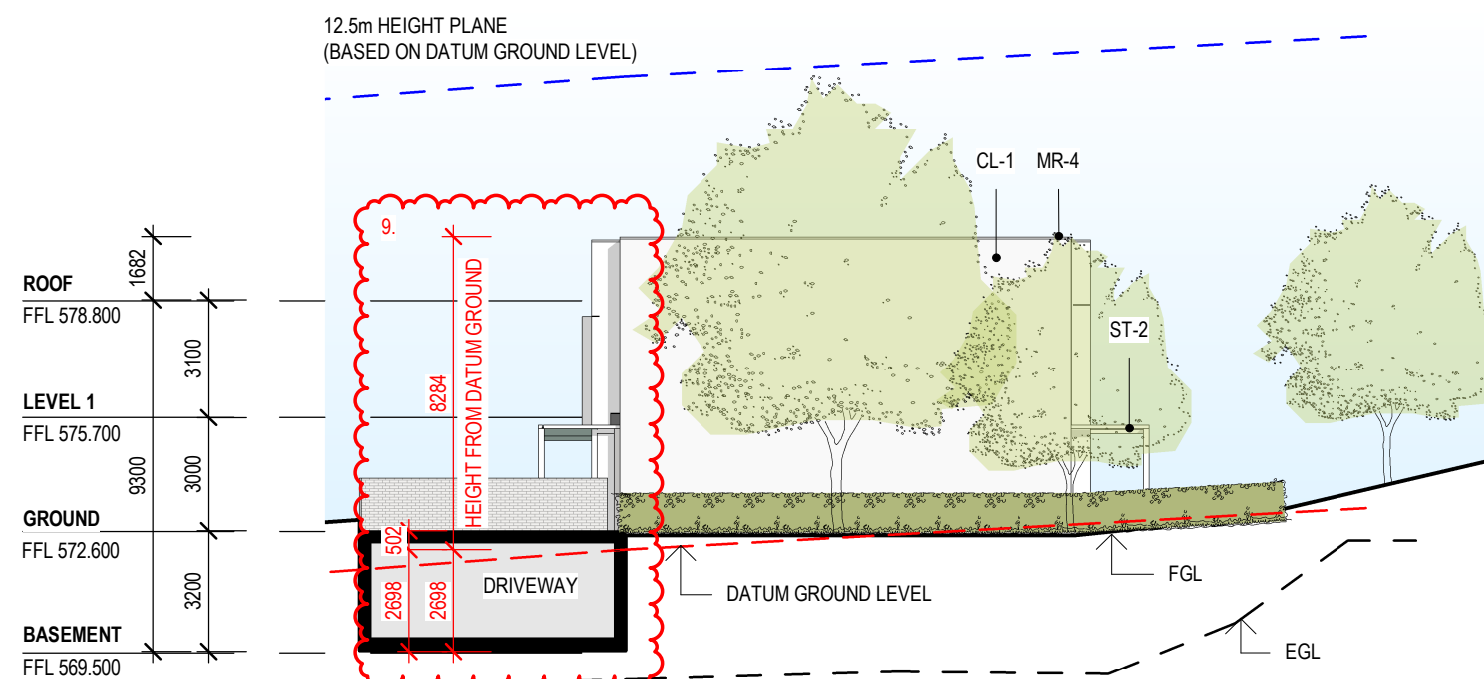 12.5m HEIGHT PLANE
(BASED ON DATUM GROUND LEVEL)
CL-1
MR-4
9.
1682
ROOF
FFL 578.800
HEIGHT FROM DATUM GROUND
8284
ST-2
3100
LEVEL 1
FFL 575.700
9300
3000
GROUND
FFL 572.600
502
3200
2698
2698
DRIVEWAY
DATUM GROUND LEVEL
FGL
BASEMENT
FFL 569.500
EGL